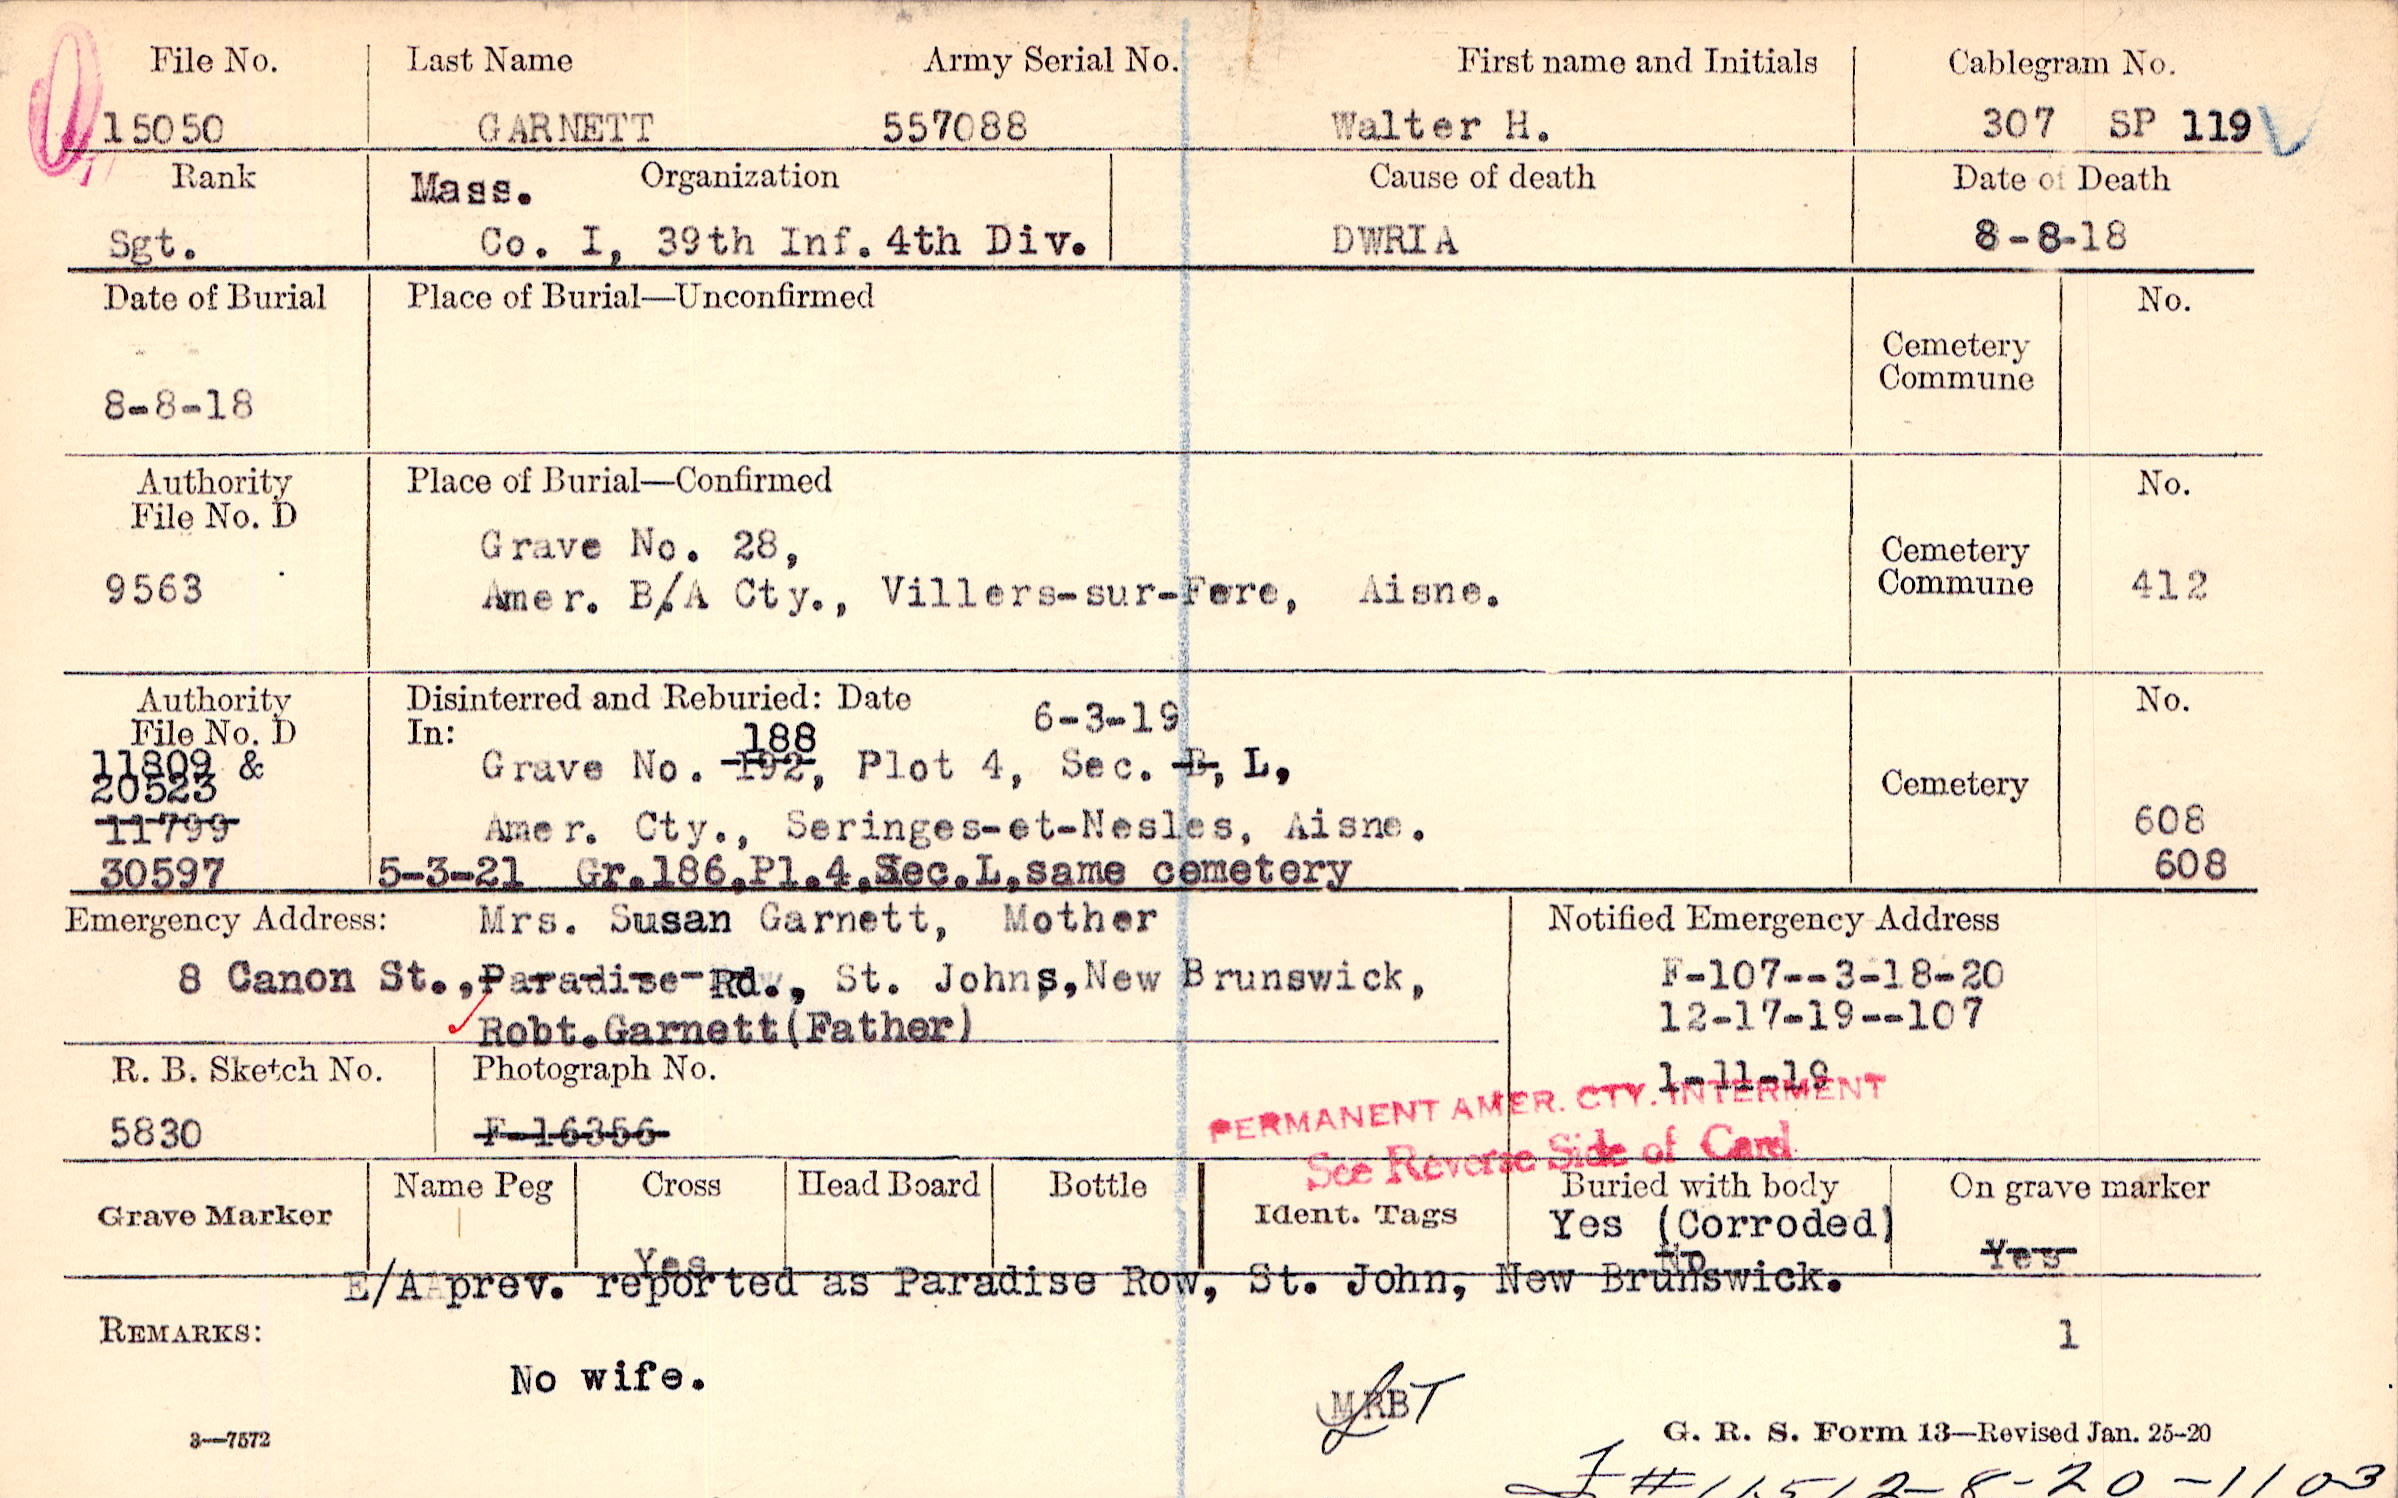 File No. Last Name Army Serial No. First name and Initials Cablegram No.
15050 GARNETT 557088 Walter H. 307 SP 119
Rank Mass. Organization Cause of death Date of Death
Sgt. Co. I, 39th Inf. 4th Div. DWRIA 8-8-18
Date of Burial Place of Burial—Unconfirmed No.
Cemetery
Commune
8-8-18
Authority Place of Burial—Confirmed No.
File No. D
Grave No. 28,
Cemetery
9563 Amer. B/A Cty., Villers-sur-Fere, Aisne. Commune 412
Authority Disinterred and Reburied: Date 6-3-19 No.
File No. D In: 188
11809 & Grave No. 192, Plot 4, Sec. B, L,
20523 Cemetery
11799 Amer. Cty., Seringes-et-Nesles, Aisne. 608
30597 5-3-21 Gr.186,Pl.4,Sec.L,same cemetery 608
Emergency Address: Mrs. Susan Garnett, Mother Notified Emergency Address
8 Canon St., Paradise Rd., St. Johns, New Brunswick, F-107--3-18-20
12-17-19--107
Robt.Garnett(Father)
R. B. Sketch No. Photograph No. 1-11-19
PERMANENT AMER. CTY. INTERMENT
5830 F-16356
See Reverse Side of Card
Grave Marker Name Peg Cross Head Board Bottle Ident. Tags Buried with body On grave marker
Yes (Corroded)
Yes No Yes
E/A prev. reported as Paradise Row, St. John, New Brunswick.
REMARKS: 1
No wife.
MRBT
3—7572 G. R. S. Form 13—Revised Jan. 25-20